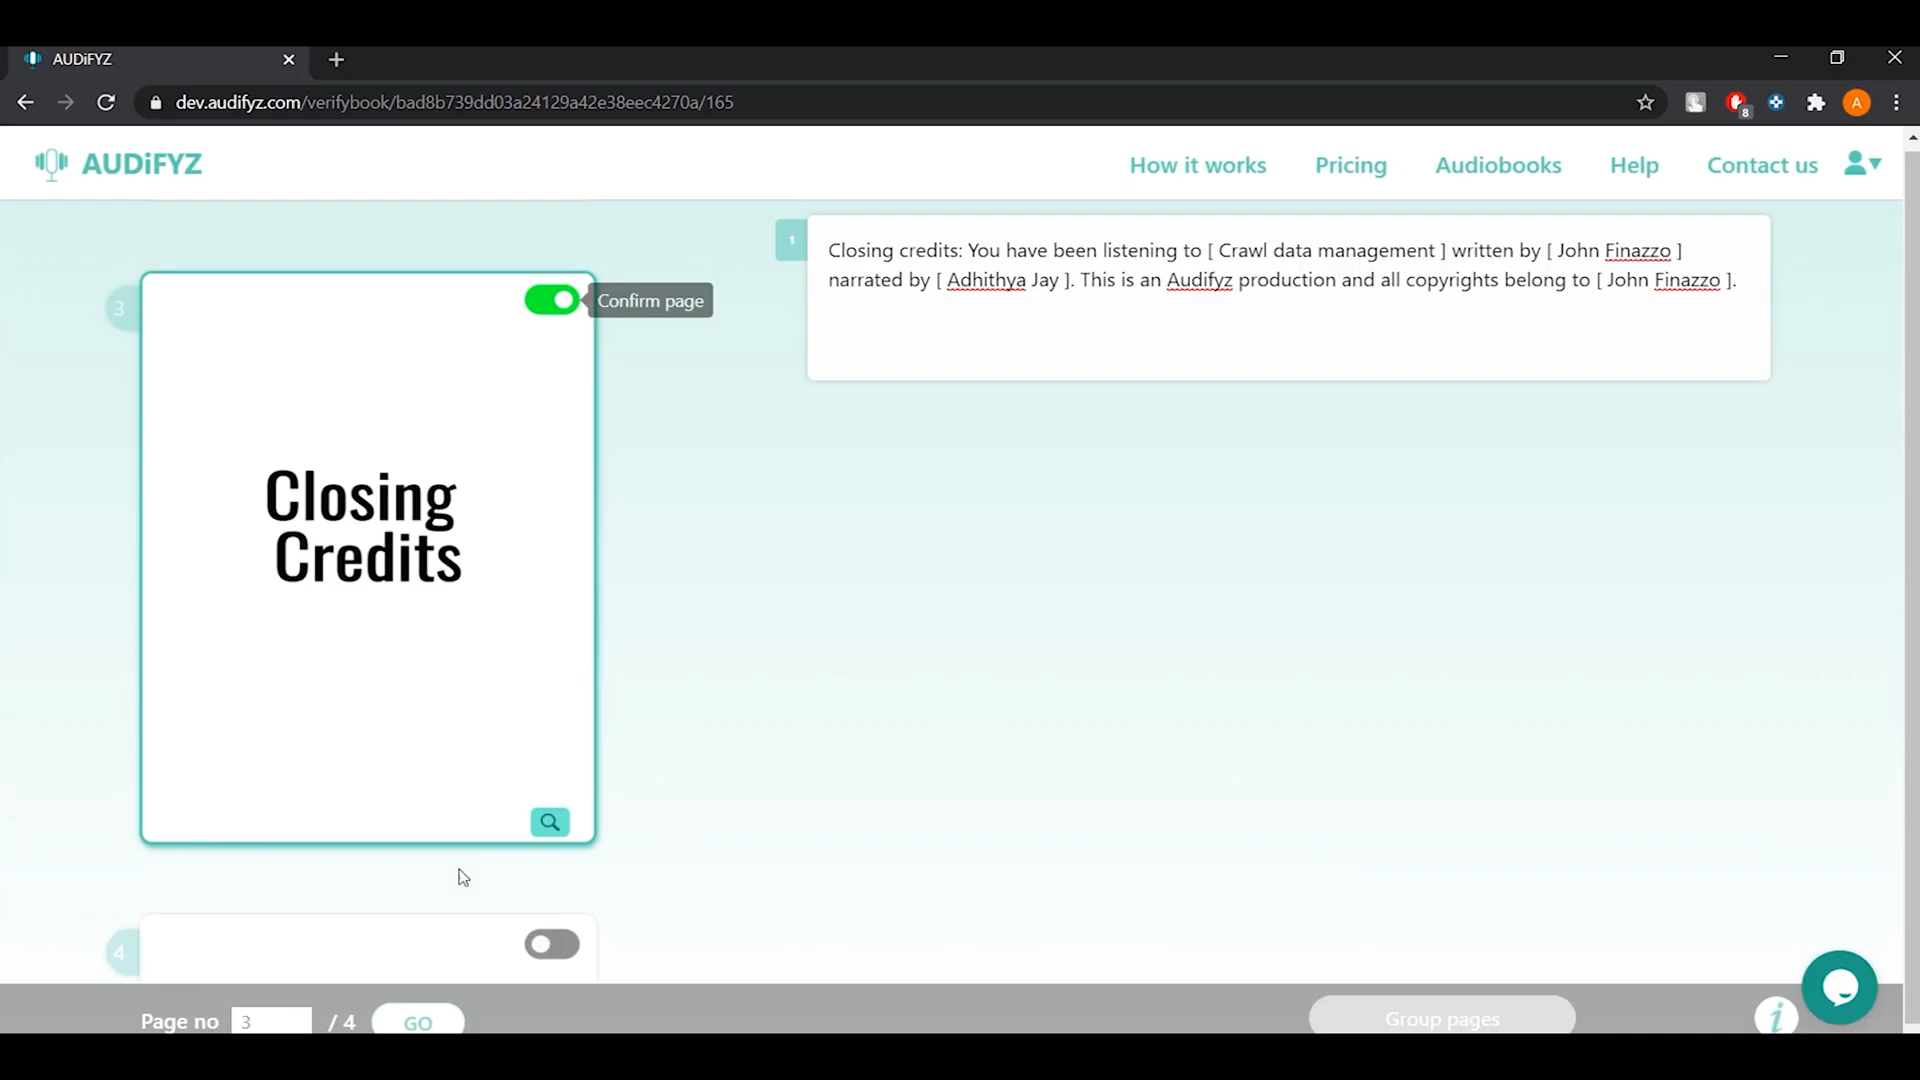 AUDiFYZ
dev.audifyz.com/verifybook/bad8b739dd03a24129a42e38eec4270a/165
8
A
AUDiFYZ
How it works
Pricing
Audiobooks
Help
Contact us
3
Confirm page
Closing
Credits
1
Closing credits: You have been listening to [ Crawl data management ] written by [ John Finazzo ]
narrated by [ Adhithya Jay ]. This is an Audifyz production and all copyrights belong to [ John Finazzo ].
4
Page no 3 / 4 GO
Group pages
i